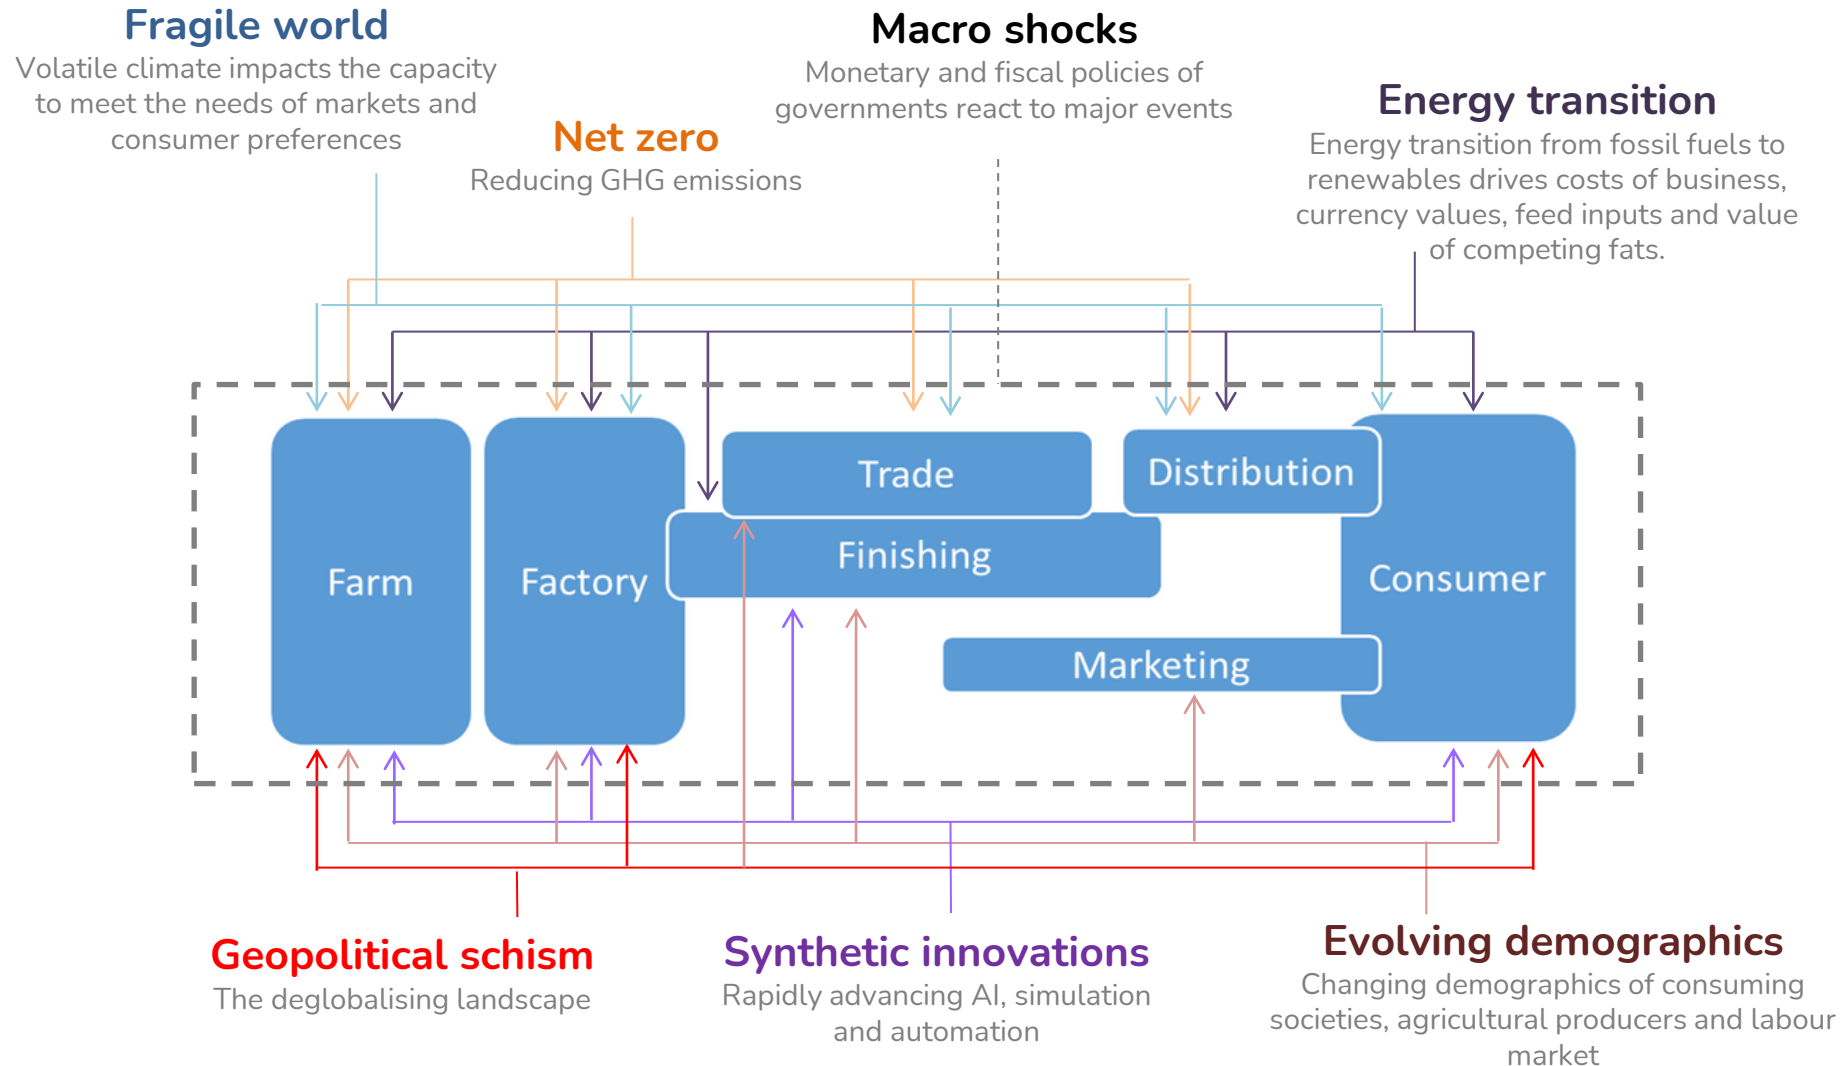 Fragile world
Volatile climate impacts the capacity
to meet the needs of markets and
consumer preferences
Net zero
Reducing GHG emissions
Macro shocks
Monetary and fiscal policies of
governments react to major events
Energy transition
Energy transition from fossil fuels to
renewables drives costs of business,
currency values, feed inputs and value
of competing fats.
Farm
Factory
Trade
Finishing
Distribution
Marketing
Consumer
Geopolitical schism
The deglobalising landscape
Synthetic innovations
Rapidly advancing AI, simulation
and automation
Evolving demographics
Changing demographics of consuming
societies, agricultural producers and labour
market